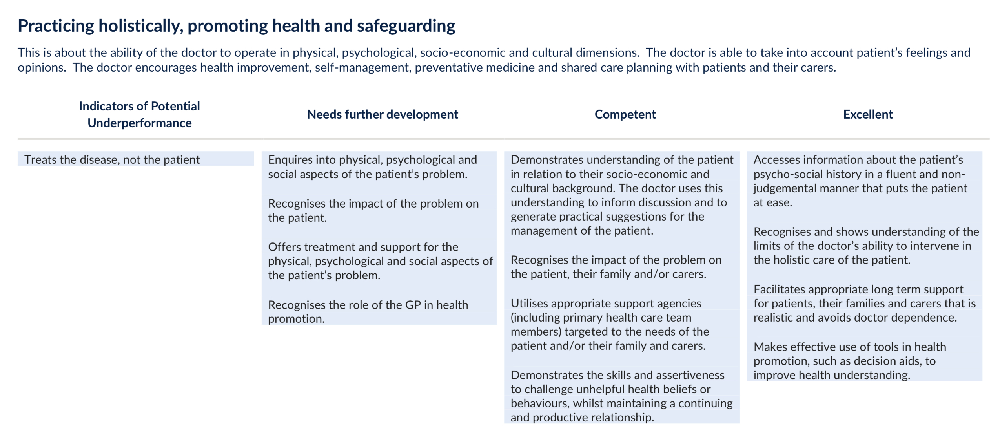 Practicing holistically, promoting health and safeguarding
This is about the ability of the doctor to operate in physical, psychological, socio-economic and cultural dimensions.  The doctor is able to take into account patient’s feelings and
opinions.  The doctor encourages health improvement, self-management, preventative medicine and shared care planning with patients and their carers.
Indicators of Potential
Underperformance
Needs further development
Competent
Excellent
Treats the disease, not the patient
Enquires into physical, psychological and
social aspects of the patient’s problem.
Recognises the impact of the problem on
the patient.
Offers treatment and support for the
physical, psychological and social aspects of
the patient’s problem.
Recognises the role of the GP in health
promotion.
Demonstrates understanding of the patient
in relation to their socio-economic and
cultural background. The doctor uses this
understanding to inform discussion and to
generate practical suggestions for the
management of the patient.
Recognises the impact of the problem on
the patient, their family and/or carers.
Utilises appropriate support agencies
(including primary health care team
members) targeted to the needs of the
patient and/or their family and carers.
Demonstrates the skills and assertiveness
to challenge unhelpful health beliefs or
behaviours, whilst maintaining a continuing
and productive relationship.
Accesses information about the patient’s
psycho-social history in a fluent and non-
judgemental manner that puts the patient
at ease.
Recognises and shows understanding of the
limits of the doctor’s ability to intervene in
the holistic care of the patient.
Facilitates appropriate long term support
for patients, their families and carers that is
realistic and avoids doctor dependence.
Makes effective use of tools in health
promotion, such as decision aids, to
improve health understanding.